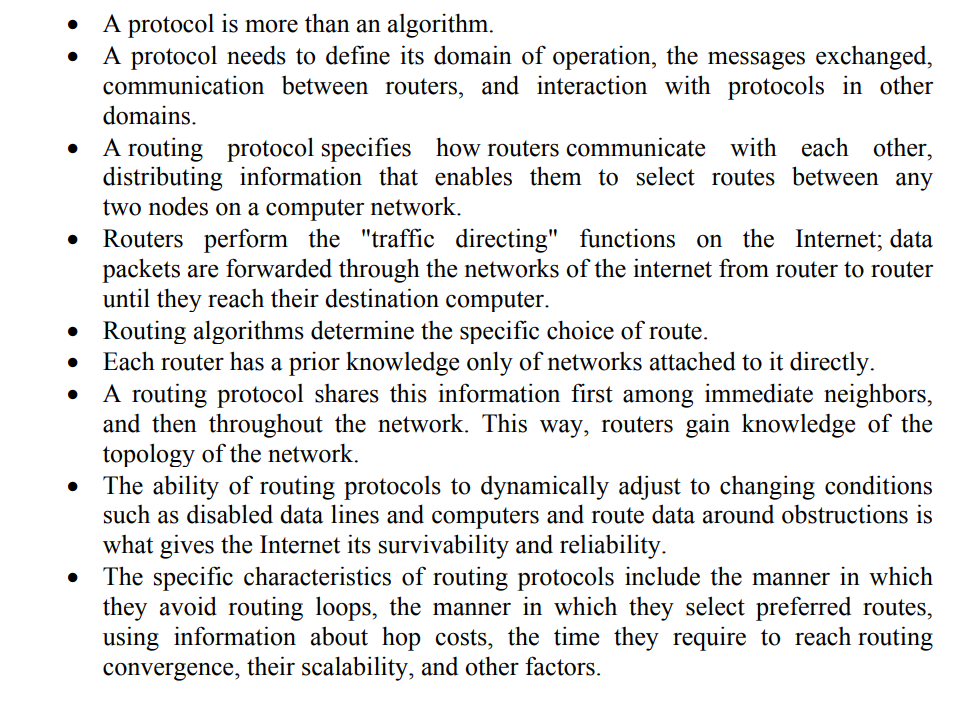 • A protocol is more than an algorithm.
• A protocol needs to define its domain of operation, the messages exchanged,
communication between routers, and interaction with protocols in other
domains.
• A routing protocol specifies how routers communicate with each other,
distributing information that enables them to select routes between any
two nodes on a computer network.
• Routers perform the "traffic directing" functions on the Internet; data
packets are forwarded through the networks of the internet from router to router
until they reach their destination computer.
• Routing algorithms determine the specific choice of route.
• Each router has a prior knowledge only of networks attached to it directly.
• A routing protocol shares this information first among immediate neighbors,
and then throughout the network. This way, routers gain knowledge of the
topology of the network.
• The ability of routing protocols to dynamically adjust to changing conditions
such as disabled data lines and computers and route data around obstructions is
what gives the Internet its survivability and reliability.
• The specific characteristics of routing protocols include the manner in which
they avoid routing loops, the manner in which they select preferred routes,
using information about hop costs, the time they require to reach routing
convergence, their scalability, and other factors.